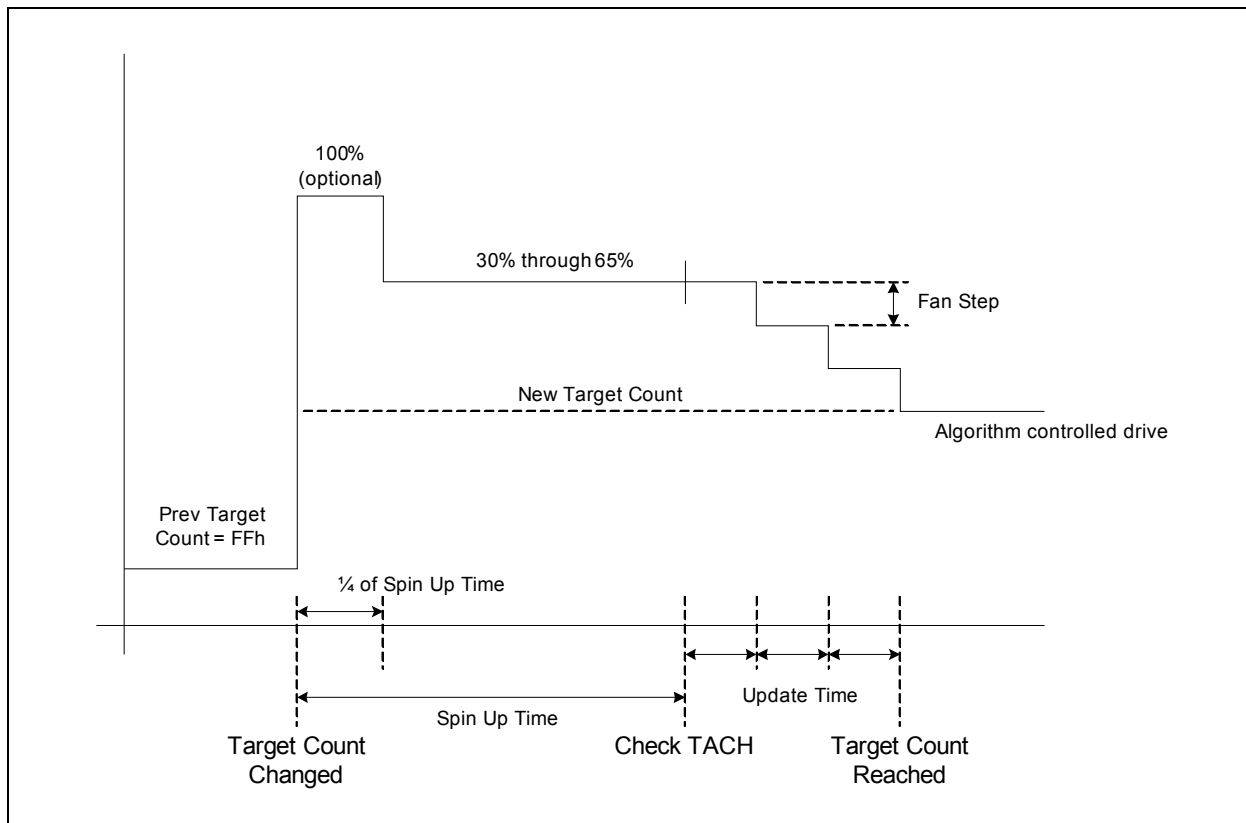 100%
(optional)
30% through 65%
Fan Step
New Target Count
Algorithm controlled drive
Prev Target
Count = FFh
¼ of Spin Up Time
Update Time
Spin Up Time
Target Count
Changed
Check TACH
Target Count
Reached